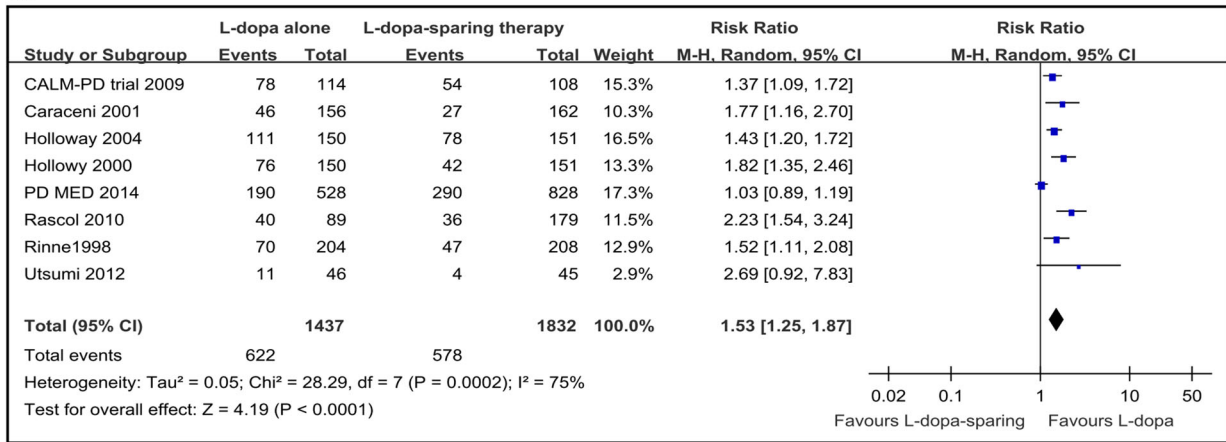 L-dopa alone L-dopa-sparing therapy Risk Ratio Risk Ratio
Study or Subgroup Events Total Events Total Weight M-H, Random, 95% CI M-H, Random, 95% CI
CALM-PD trial 2009 78 114 54 108 15.3% 1.37 [1.09, 1.72]
Caraceni 2001 46 156 27 162 10.3% 1.77 [1.16, 2.70]
Holloway 2004 111 150 78 151 16.5% 1.43 [1.20, 1.72]
Hollowy 2000 76 150 42 151 13.3% 1.82 [1.35, 2.46]
PD MED 2014 190 528 290 828 17.3% 1.03 [0.89, 1.19]
Rascol 2010 40 89 36 179 11.5% 2.23 [1.54, 3.24]
Rinne1998 70 204 47 208 12.9% 1.52 [1.11, 2.08]
Utsumi 2012 11 46 4 45 2.9% 2.69 [0.92, 7.83]
Total (95% CI) 1437 1832 100.0% 1.53 [1.25, 1.87]
Total events 622 578
Heterogeneity: Tau² = 0.05; Chi² = 28.29, df = 7 (P = 0.0002); I² = 75%
Test for overall effect: Z = 4.19 (P < 0.0001)
0.02 0.1 1 10 50
Favours L-dopa-sparing Favours L-dopa